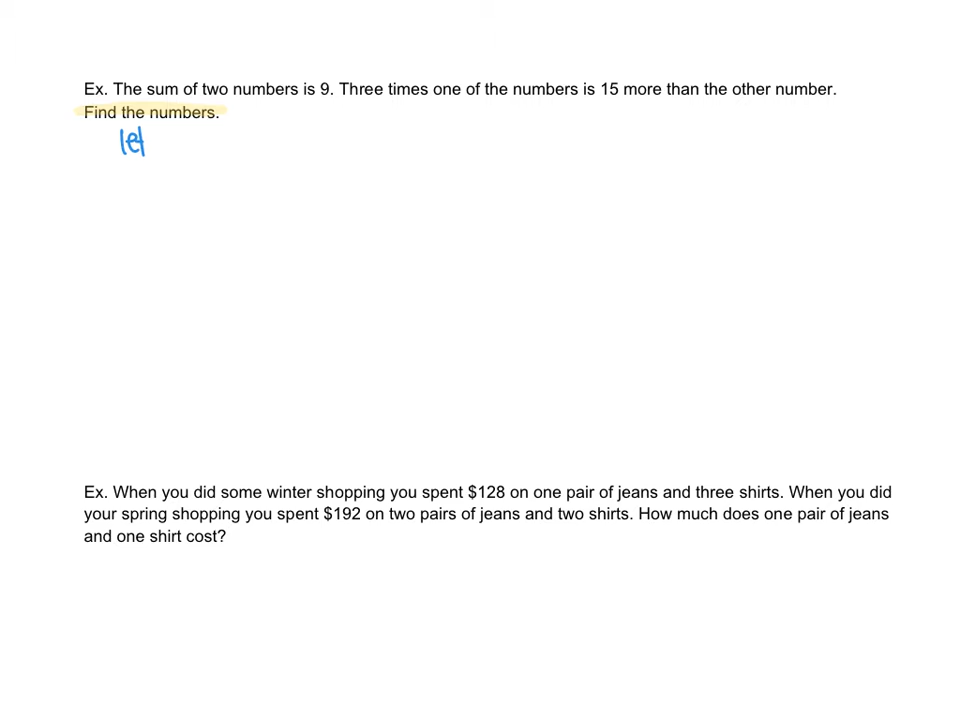 Ex. The sum of two numbers is 9. Three times one of the numbers is 15 more than the other number.
Find the numbers.
let
Ex. When you did some winter shopping you spent $128 on one pair of jeans and three shirts. When you did
your spring shopping you spent $192 on two pairs of jeans and two shirts. How much does one pair of jeans
and one shirt cost?